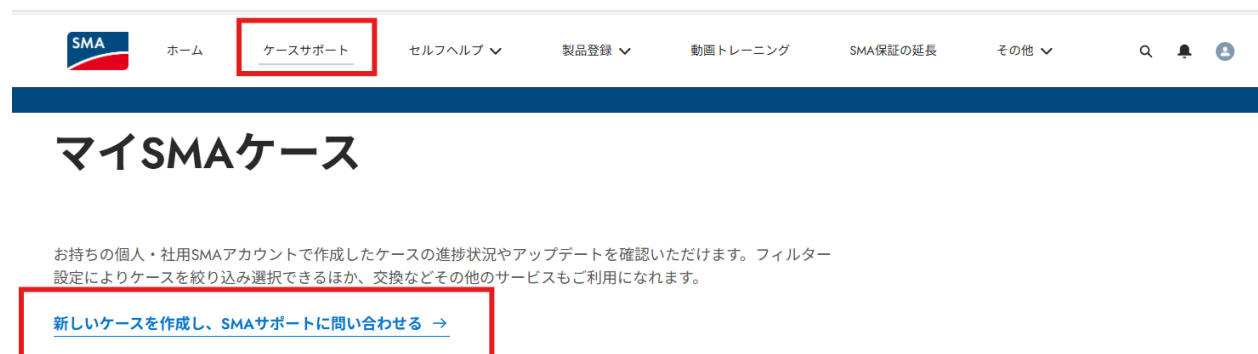 SMA
ホーム
ケースサポート
セルフヘルプ
製品登録
動画トレーニング
SMA保証の延長
その他
マイSMAケース
お持ちの個人・社用SMAアカウントで作成したケースの進捗状況やアップデートを確認いただけます。フィルター
設定によりケースを絞り込み選択できるほか、交換などその他のサービスもご利用になれます。
新しいケースを作成し、SMAサポートに問い合わせる →